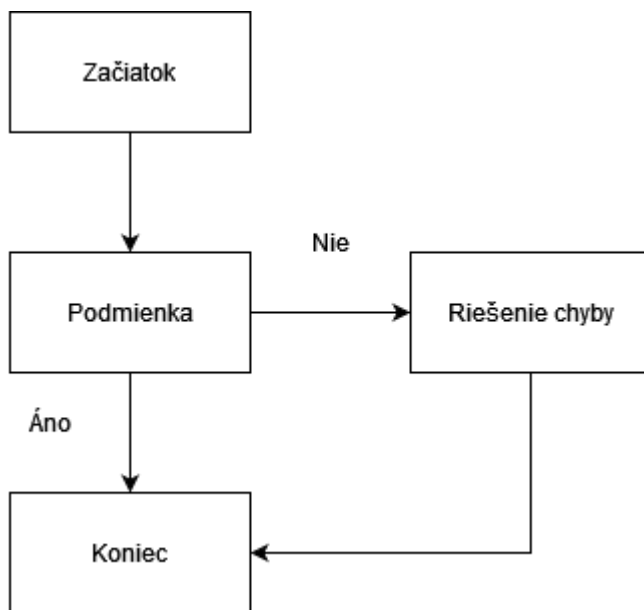 Začiatok
Nie
Podmienka
Riešenie chyby
Áno
Koniec